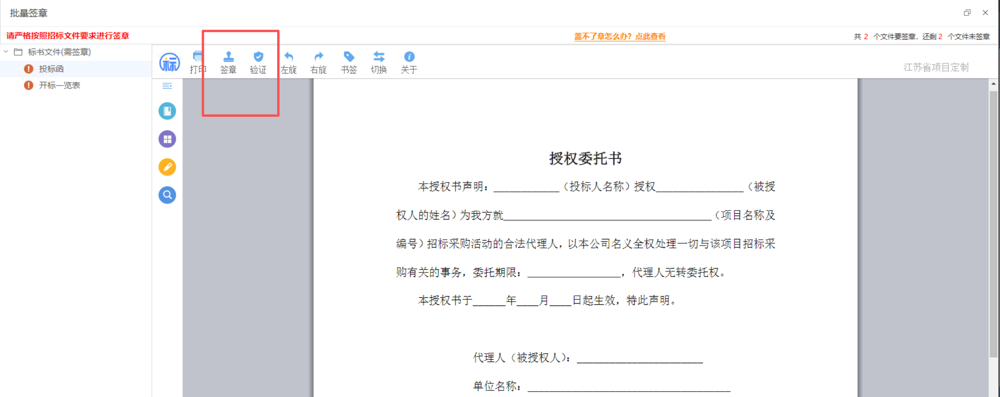 批量签章
请严格按照招标文件要求进行签章
盖不了章怎么办？点此查看
共 2 个文件要签章，还剩 2 个文件未签章
标书文件(需签章)
投标函
开标一览表
标
打印 签章 验证 左旋 右旋 书签 切换 关于
江苏省项目定制
授权委托书
本授权书声明：____________（投标人名称）授权________________（被授
权人的姓名）为我方就______________________________________（项目名称及
编号）招标采购活动的合法代理人，以本公司名义全权处理一切与该项目招标采
购有关的事务，委托期限：_________________，代理人无转委托权。
本授权书于______年____月____日起生效，特此声明。
代理人（被授权人）：_______________________
单位名称：_____________________________________